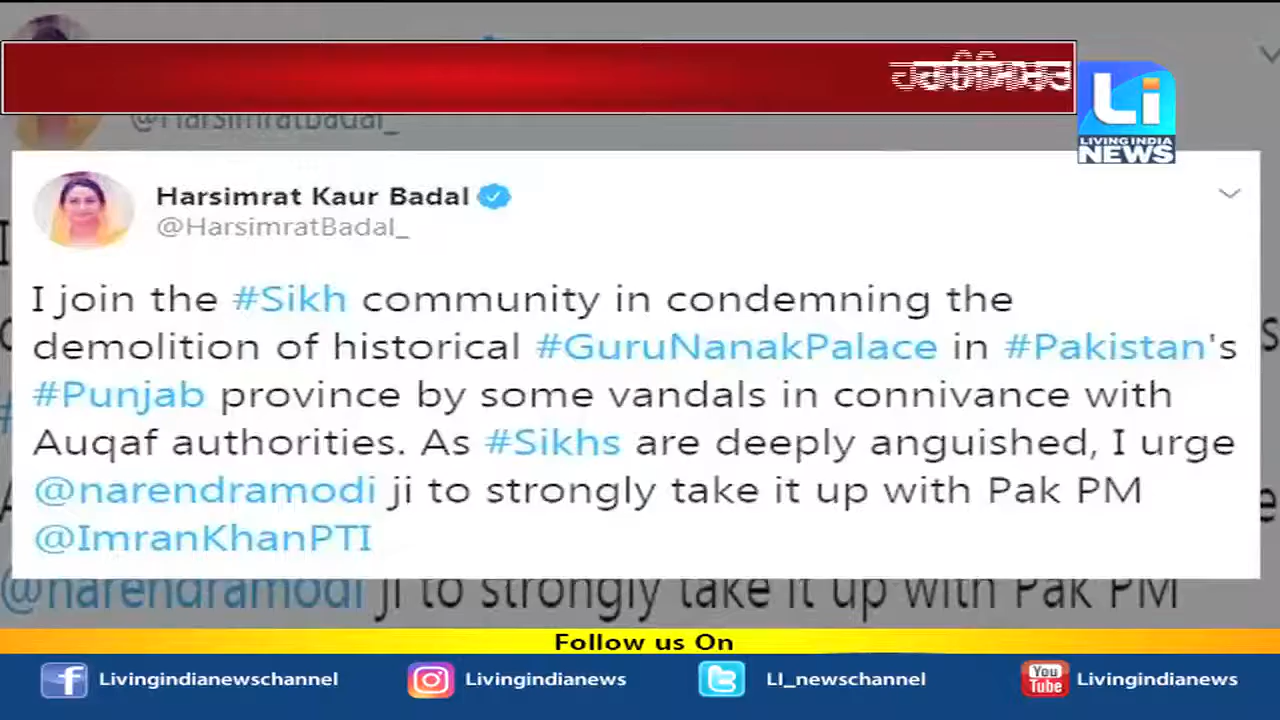 Li
LIVING INDIA
NEWS
@HarsimratBadal_
Harsimrat Kaur Badal
@HarsimratBadal_
I join the #Sikh community in condemning the
demolition of historical #GuruNanakPalace in #Pakistan's
#Punjab province by some vandals in connivance with
Auqaf authorities. As #Sikhs are deeply anguished, I urge
@narendramodi ji to strongly take it up with Pak PM
@ImranKhanPTI
@narendramodi ji to strongly take it up with Pak PM
Follow us On
f Livingindianewschannel Livingindianews LI_newschannel You Tube Livingindianews